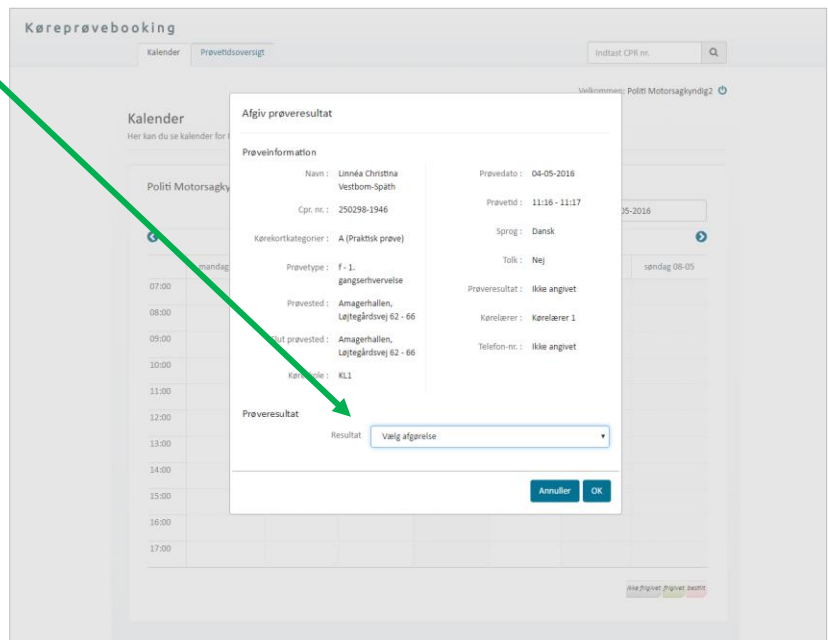 Køreprøvebooking
Kalender Prøvetidsoversigt
Indtast CPR nr.
Velkommen: Politi Motorsagkyndig2
Kalender
Her kan du se kalender for
Politi Motorsagky
05-2016
mandag
søndag 08-05
07:00
08:00
09:00
10:00
11:00
12:00
13:00
14:00
15:00
16:00
17:00
Afgiv prøveresultat
Prøveinformation
Navn : Linnéa Christina
Vestbom-Späth
Cpr. nr. : 250298-1946
Kørekortkategorier : A (Praktisk prøve)
Prøvetype : f - 1.
gangserhvervelse
Prøvested : Amagerhallen,
Løjtegårdsvej 62 - 66
Slut prøvested : Amagerhallen,
Løjtegårdsvej 62 - 66
KL1
Prøvedato : 04-05-2016
Prøvetid : 11:16 - 11:17
Sprog : Dansk
Tolk : Nej
Prøveresultat : Ikke angivet
Kørelærer : Kørelærer 1
Telefon-nr. : Ikke angivet
Prøveresultat
Resultat Vælg afgørelse
Annuller OK
ikke frigivet frigivet bestilt